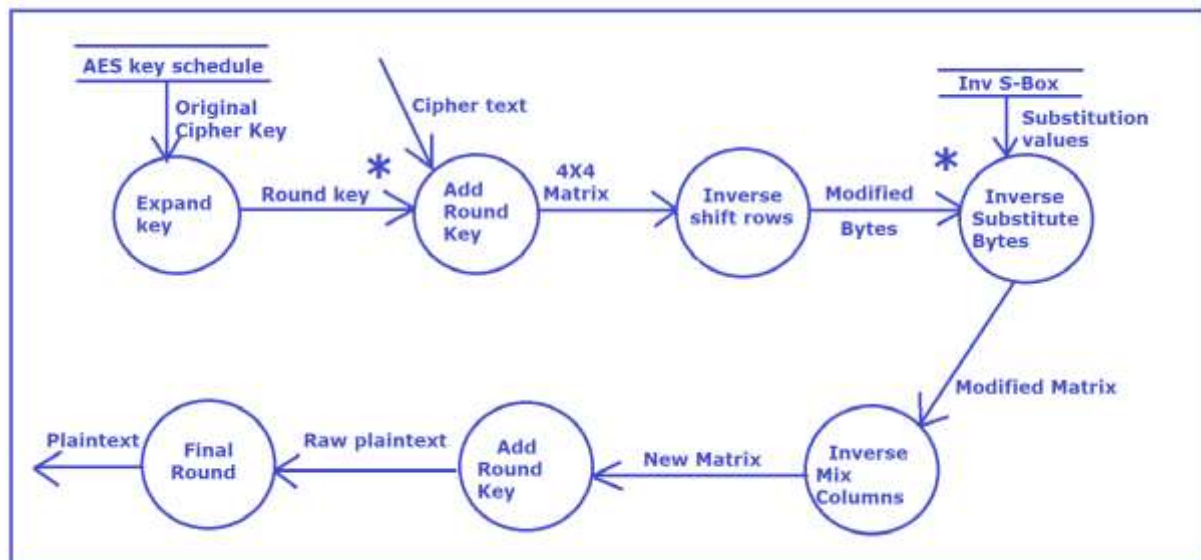 AES key schedule
Original
Cipher Key
Cipher text
Inv S-Box
Substitution
values
Expand
key
Round key
*
Add
Round
Key
4X4
Matrix
Inverse
shift rows
Modified
Bytes
*
Inverse
Substitute
Bytes
Modified Matrix
Inverse
Mix
Columns
New Matrix
Add
Round
Key
Raw plaintext
Final
Round
Plaintext